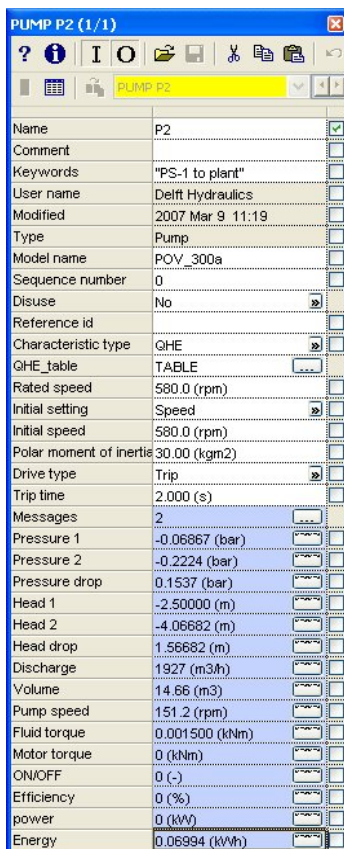 PUMP P2 (1/1)
? i I O
PUMP P2
Name P2
Comment
Keywords "PS-1 to plant"
User name Delft Hydraulics
Modified 2007 Mar 9 11:19
Type Pump
Model name POV_300a
Sequence number 0
Disuse No »
Reference id
Characteristic type QHE »
QHE_table TABLE ...
Rated speed 580.0 (rpm)
Initial setting Speed »
Initial speed 580.0 (rpm)
Polar moment of inertia 30.00 (kgm2)
Drive type Trip »
Trip time 2.000 (s)
Messages 2 ...
Pressure 1 -0.06867 (bar)
Pressure 2 -0.2224 (bar)
Pressure drop 0.1537 (bar)
Head 1 -2.50000 (m)
Head 2 -4.06682 (m)
Head drop 1.56682 (m)
Discharge 1927 (m3/h)
Volume 14.66 (m3)
Pump speed 151.2 (rpm)
Fluid torque 0.001500 (kNm)
Motor torque 0 (kNm)
ON/OFF 0 (-)
Efficiency 0 (%)
power 0 (kW)
Energy 0.06994 (kWh)